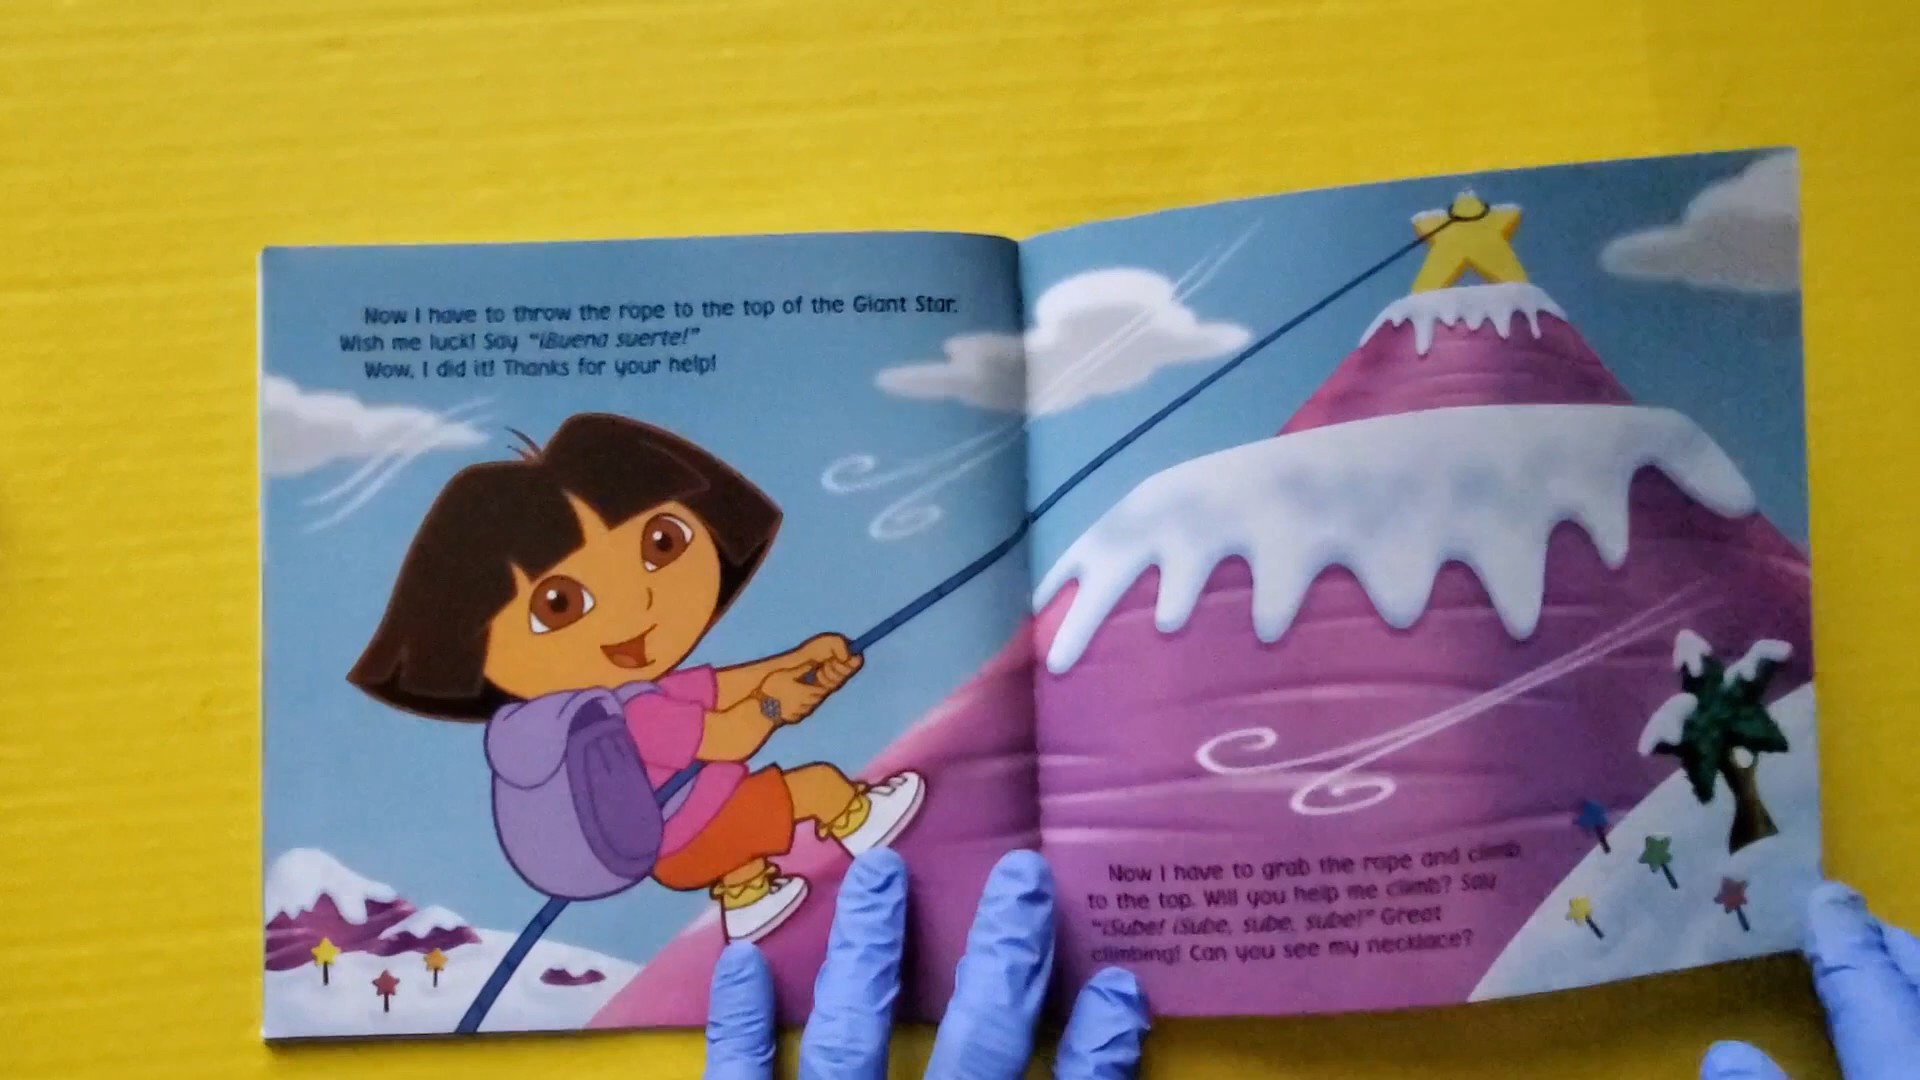 Now I have to throw the rope to the top of the Giant Star.
Wish me luck! Say "¡Buena suerte!"
Wow, I did it! Thanks for your help!
Now I have to grab the rope and climb
to the top. Will you help me climb? Say
"¡Sube! ¡Sube, sube, sube!" Great
climbing! Can you see my necklace?